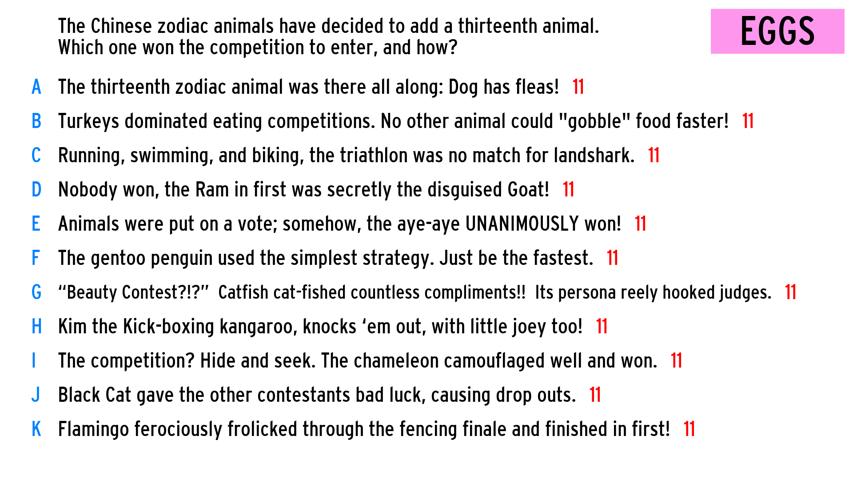 The Chinese zodiac animals have decided to add a thirteenth animal.
Which one won the competition to enter, and how?
EGGS
A The thirteenth zodiac animal was there all along: Dog has fleas! 11
B Turkeys dominated eating competitions. No other animal could "gobble" food faster! 11
C Running, swimming, and biking, the triathlon was no match for landshark. 11
D Nobody won, the Ram in first was secretly the disguised Goat! 11
E Animals were put on a vote; somehow, the aye-aye UNANIMOUSLY won! 11
F The gentoo penguin used the simplest strategy. Just be the fastest. 11
G “Beauty Contest?!?” Catfish cat-fished countless compliments!! Its persona reely hooked judges. 11
H Kim the Kick-boxing kangaroo, knocks ‘em out, with little joey too! 11
I The competition? Hide and seek. The chameleon camouflaged well and won. 11
J Black Cat gave the other contestants bad luck, causing drop outs. 11
K Flamingo ferociously frolicked through the fencing finale and finished in first! 11